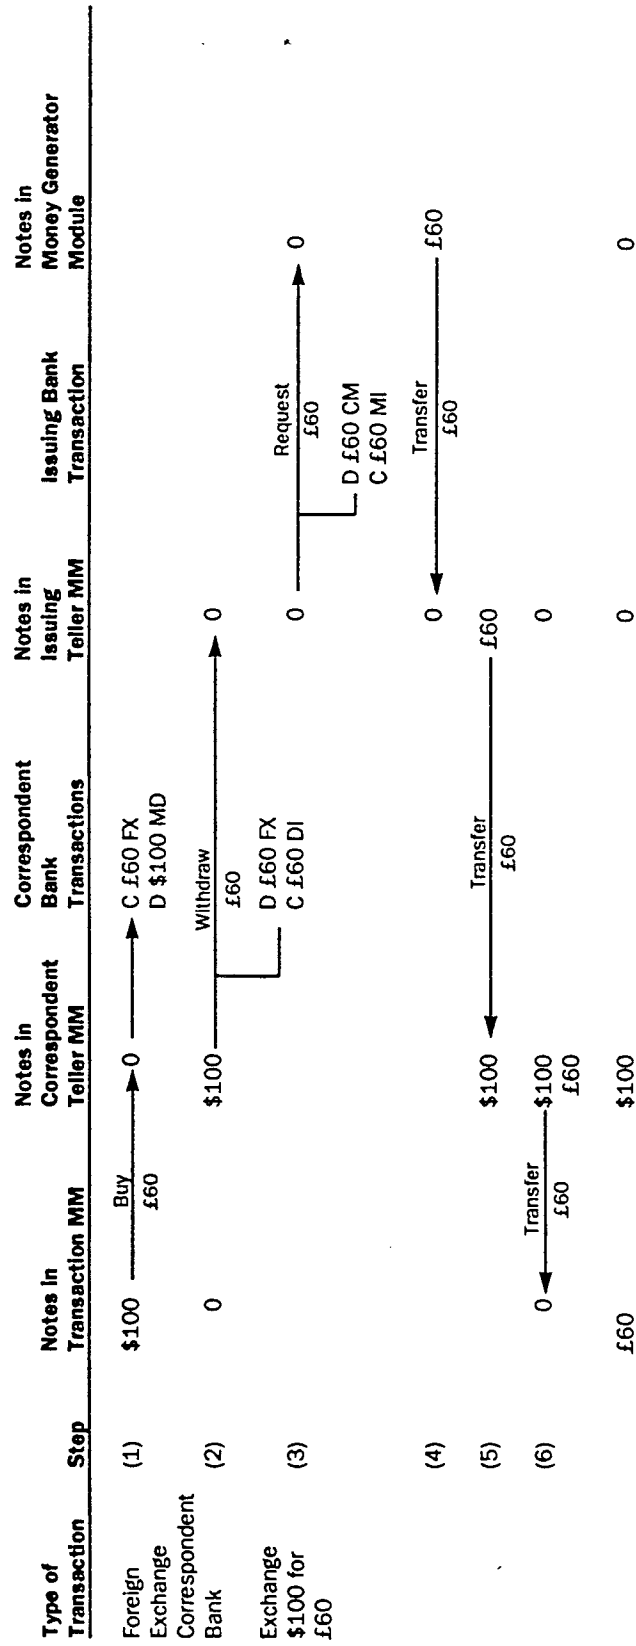 Type of
Transaction
Step
Notes in
Transaction MM
Notes in
Correspondent
Teller MM
Correspondent
Bank
Transactions
Notes in
Issuing
Teller MM
Issuing Bank
Transaction
Notes in
Money Generator
Module
Foreign
Exchange
Correspondent
Bank
Exchange
$100 for
£60
(1)
$100
Buy
£60
0
C £60 FX
D $100 MD
(2)
0
$100
Withdraw
£60
D £60 FX
C £60 DI
0
(3)
0
Request
£60
D £60 CM
C £60 MI
0
(4)
0
Transfer
£60
£60
(5)
$100
Transfer
£60
£60
(6)
0
Transfer
£60
$100
£60
0
£60
$100
0
0